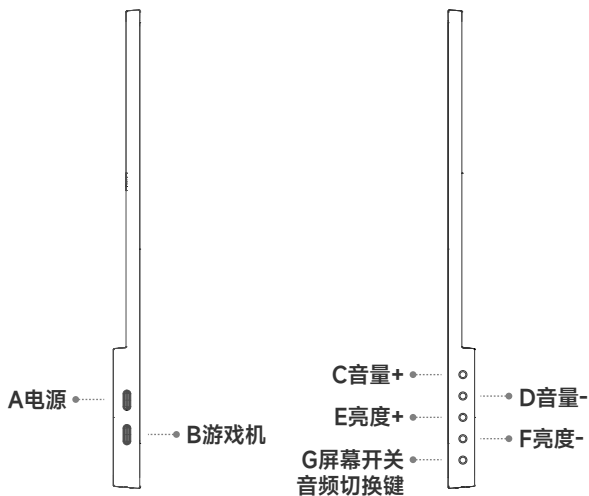 A电源
B游戏机
C音量+
D音量-
E亮度+
F亮度-
G屏幕开关
音频切换键